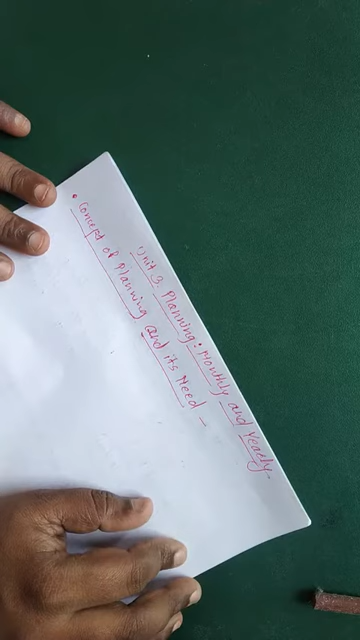 Unit 3. Planning: Monthly and Yearly.
• Concept of Planning and its Need –